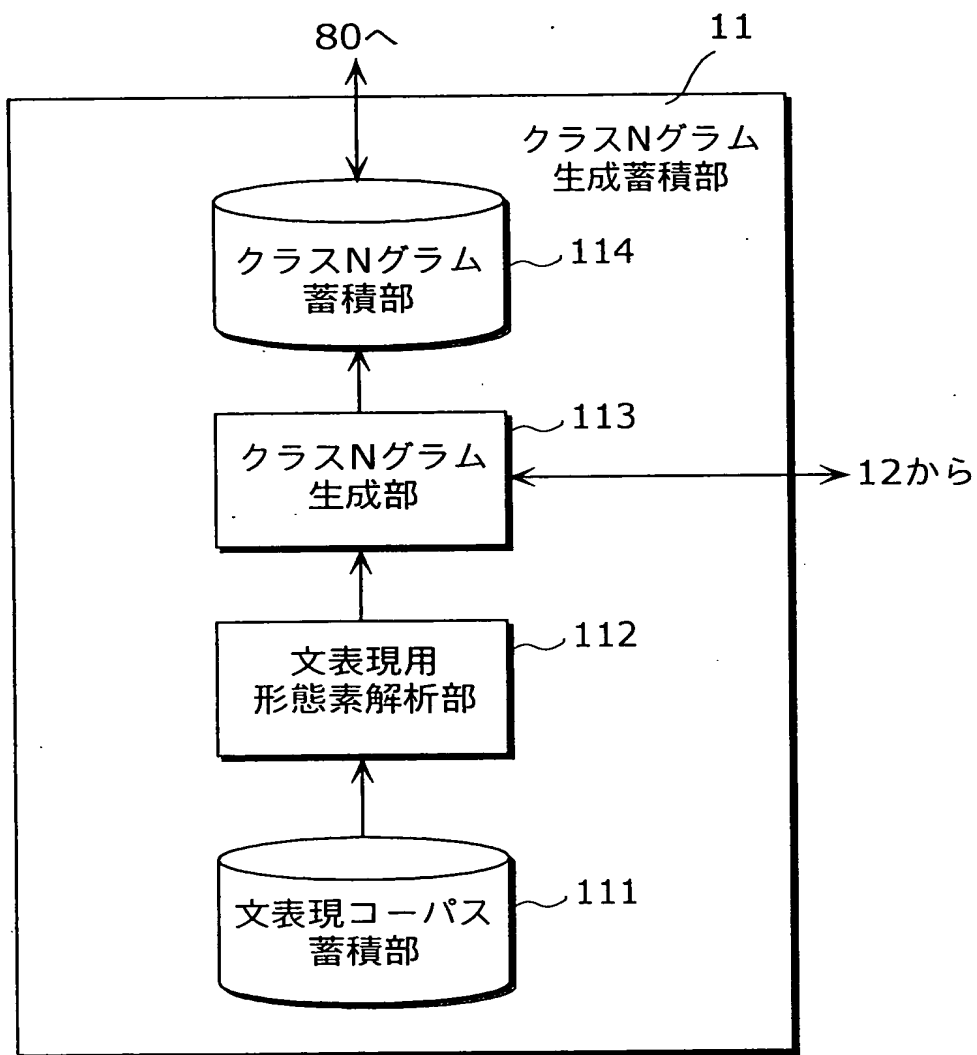 80へ
11
クラスNグラム
生成蓄積部
クラスNグラム
蓄積部
114
クラスNグラム
生成部
113
12から
文表現用
形態素解析部
112
文表現コーパス
蓄積部
111